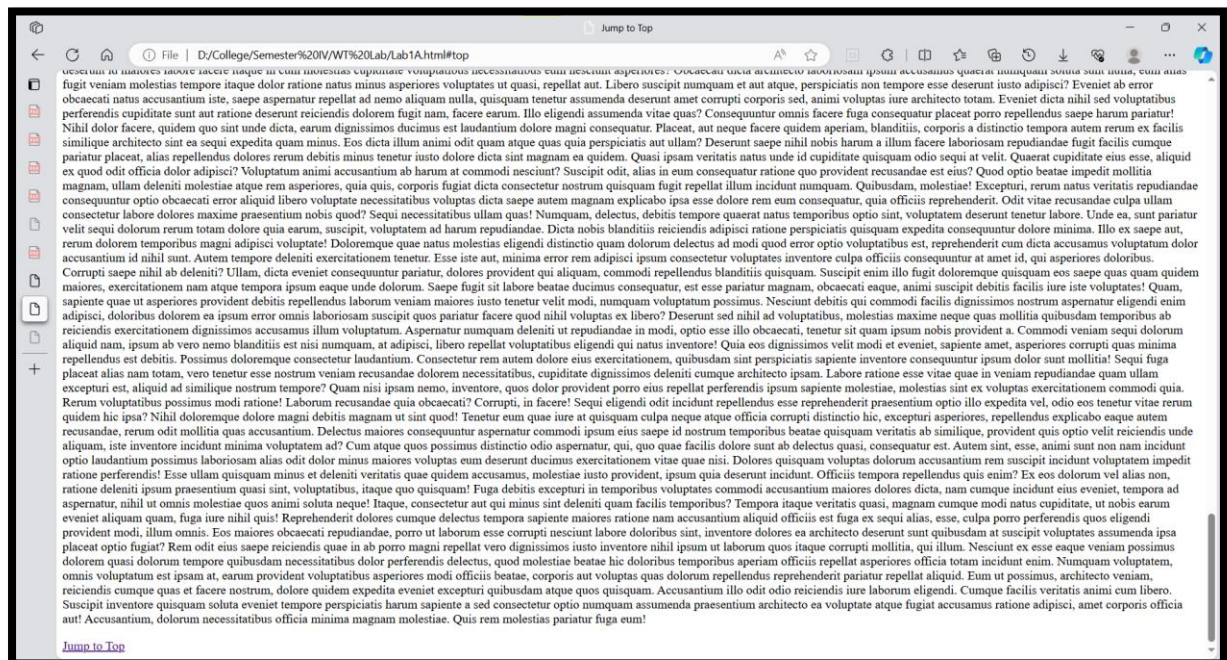 Jump to Top
File | D:/College/Semester%20IV/WT%20Lab/Lab1A.html#top
fugit veniam molestias tempore itaque dolor ratione natus minus asperiores voluptates ut quasi, repellat aut. Libero suscipit numquam et aut atque, perspiciatis non tempore esse deserunt iusto adipisci? Eveniet ab error
obcaecati natus accusantium iste, saepe aspernatur repellat ad nemo aliquam nulla, quisquam tenetur assumenda deserunt amet corrupti corporis sed, animi voluptas iure architecto totam. Eveniet dicta nihil sed voluptatibus
perferendis cupiditate sunt aut ratione deserunt reiciendis dolorem fugit nam, facere earum. Illo eligendi assumenda vitae quas? Consequuntur omnis facere fuga consequatur placeat porro repellendus saepe harum pariatur!
Nihil dolor facere, quidem quo sint unde dicta, earum dignissimos ducimus est laudantium dolore magni consequatur. Placeat, aut neque facere quidem aperiam, blanditiis, corporis a distinctio tempora autem rerum ex facilis
similique architecto sint ea sequi expedita quam minus. Eos dicta illum animi odit quam atque quas quia perspiciatis aut ullam? Deserunt saepe nihil nobis harum a illum facere laboriosam repudiandae fugit facilis cumque
pariatur placeat, alias repellendus dolores rerum debitis minus tenetur iusto dolore dicta sint magnam ea quidem. Quasi ipsam veritatis natus unde id cupiditate quisquam odio sequi at velit. Quaerat cupiditate eius esse, aliquid
ex quod odit officia dolor adipisci? Voluptatum animi accusantium ab harum at commodi nesciunt? Suscipit odit, alias in eum consequatur ratione quo provident recusandae est eius? Quod optio beatae impedit mollitia
magnam, ullam deleniti molestiae atque rem asperiores, quia quis, corporis fugiat dicta consectetur nostrum quisquam fugit repellat illum incidunt numquam. Quibusdam, molestiae! Excepturi, rerum natus veritatis repudiandae
consequuntur optio obcaecati error aliquid libero voluptate necessitatibus voluptas dicta saepe autem magnam explicabo ipsa esse dolore rem eum consequatur, quia officiis reprehenderit. Odit vitae recusandae culpa ullam
consectetur labore dolores maxime praesentium nobis quod? Sequi necessitatibus ullam quas! Numquam, delectus, debitis tempore quaerat natus temporibus optio sint, voluptatem deserunt tenetur labore. Unde ea, sunt pariatur
velit sequi dolorum rerum totam dolore quia earum, suscipit, voluptatem ad harum repudiandae. Dicta nobis blanditiis reiciendis adipisci ratione perspiciatis quisquam expedita consequuntur dolore minima. Illo ex saepe aut,
rerum dolorem temporibus magni adipisci voluptate! Doloremque quae natus molestias eligendi distinctio quam dolorum delectus ad modi quod error optio voluptatibus est, reprehenderit cum dicta accusamus voluptatum dolor
accusantium id nihil sunt. Autem tempore deleniti exercitationem tenetur. Esse iste aut, minima error rem adipisci ipsum consectetur voluptates inventore culpa officiis consequuntur at amet id, qui asperiores doloribus.
Corrupti saepe nihil ab deleniti? Ullam, dicta eveniet consequuntur pariatur, dolores provident qui aliquam, commodi repellendus blanditiis quisquam. Suscipit enim illo fugit doloremque quisquam eos saepe quas quam quidem
maiores, exercitationem nam atque tempora ipsum eaque unde dolorum. Saepe fugit sit labore beatae ducimus consequatur, est esse pariatur magnam, obcaecati eaque, animi suscipit debitis facilis iure iste voluptates! Quam,
sapiente quae ut asperiores provident debitis repellendus laborum veniam maiores iusto tenetur velit modi, numquam voluptatum possimus. Nesciunt debitis qui commodi facilis dignissimos nostrum aspernatur eligendi enim
adipisci, doloribus dolorem ea ipsum error omnis laboriosam suscipit quos pariatur facere quod nihil voluptas ex libero? Deserunt sed nihil ad voluptatibus, molestias maxime neque quas mollitia quibusdam temporibus ab
reiciendis exercitationem dignissimos accusamus illum voluptatum. Aspernatur numquam deleniti ut repudiandae in modi, optio esse illo obcaecati, tenetur sit quam ipsum nobis provident a. Commodi veniam sequi dolorum
aliquid nam, ipsum ab vero nemo blanditiis est nisi numquam, at adipisci, libero repellat voluptatibus eligendi qui natus inventore! Quia eos dignissimos velit modi et eveniet, sapiente amet, asperiores corrupti quas minima
repellendus est debitis. Possimus doloremque consectetur laudantium. Consectetur rem autem dolore eius exercitationem, quibusdam sint perspiciatis sapiente inventore consequuntur ipsum dolor sunt mollitia! Sequi fuga
placeat alias nam totam, vero tenetur esse nostrum veniam recusandae dolorem necessitatibus, cupiditate dignissimos deleniti cumque architecto ipsam. Labore ratione esse vitae quae in veniam repudiandae quam ullam
excepturi est, aliquid ad similique nostrum tempore? Quam nisi ipsam nemo, inventore, quos dolor provident porro eius repellat perferendis ipsum sapiente molestiae, molestias sint ex voluptas exercitationem commodi quia.
Rerum voluptatibus possimus modi ratione! Laborum recusandae quia obcaecati? Corrupti, in facere! Sequi eligendi odit incidunt repellendus esse reprehenderit praesentium optio illo expedita vel, odio eos tenetur vitae rerum
quidem hic ipsa? Nihil doloremque dolore magni debitis magnam ut sint quod! Tenetur eum quae iure at quisquam culpa neque atque officia corrupti distinctio hic, excepturi asperiores, repellendus explicabo eaque autem
recusandae, rerum odit mollitia quas accusantium. Delectus maiores consequuntur aspernatur commodi ipsum eius saepe id nostrum temporibus beatae quisquam veritatis ab similique, provident quis optio velit reiciendis unde
aliquam, iste inventore incidunt minima voluptatem ad? Cum atque quos possimus distinctio odio aspernatur, qui, quo quae facilis dolore sunt ab delectus quasi, consequatur est. Autem sint, esse, animi sunt non nam incidunt
optio laudantium possimus laboriosam alias odit dolor minus maiores voluptas eum deserunt ducimus exercitationem vitae quae nisi. Dolores quisquam voluptas dolorum accusantium rem suscipit incidunt voluptatem impedit
ratione perferendis! Esse ullam quisquam minus et deleniti veritatis quae quidem accusamus, molestiae iusto provident, ipsum quia deserunt incidunt. Officiis tempora repellendus quis enim? Ex eos dolorum vel alias non,
ratione deleniti ipsum praesentium quasi sint, voluptatibus, itaque quo quisquam! Fuga debitis excepturi in temporibus voluptates commodi accusantium maiores dolores dicta, nam cumque incidunt eius eveniet, tempora ad
aspernatur, nihil ut omnis molestiae quos animi soluta neque! Itaque, consectetur aut qui minus sint deleniti quam facilis temporibus? Tempora itaque veritatis quasi, magnam cumque modi natus cupiditate, ut nobis earum
eveniet aliquam quam, fuga iure nihil quis! Reprehenderit dolores cumque delectus tempora sapiente maiores ratione nam accusantium aliquid officiis est fuga ex sequi alias, esse, culpa porro perferendis quos eligendi
provident modi, illum omnis. Eos maiores obcaecati repudiandae, porro ut laborum esse corrupti nesciunt labore doloribus sint, inventore dolores ea architecto deserunt sunt quibusdam at suscipit voluptates assumenda ipsa
placeat optio fugiat? Rem odit eius saepe reiciendis quae in ab porro magni repellat vero dignissimos iusto inventore nihil ipsum ut laborum quos itaque corrupti mollitia, qui illum. Nesciunt ex esse eaque veniam possimus
dolorem quasi dolorum tempore quibusdam necessitatibus dolor perferendis delectus, quod molestiae beatae hic doloribus temporibus aperiam officiis repellat asperiores officia totam incidunt enim. Numquam voluptatem,
omnis voluptatum est ipsam at, earum provident voluptatibus asperiores modi officiis beatae, corporis aut voluptas quas dolorum repellendus reprehenderit pariatur repellat aliquid. Eum ut possimus, architecto veniam,
reiciendis cumque quas et facere nostrum, dolore quidem expedita eveniet excepturi quibusdam atque quos quisquam. Accusantium illo odit odio reiciendis iure laborum eligendi. Cumque facilis veritatis animi cum libero.
Suscipit inventore quisquam soluta eveniet tempore perspiciatis harum sapiente a sed consectetur optio numquam assumenda praesentium architecto ea voluptate atque fugiat accusamus ratione adipisci, amet corporis officia
aut! Accusantium, dolorum necessitatibus officia minima magnam molestiae. Quis rem molestias pariatur fuga eum!
Jump to Top